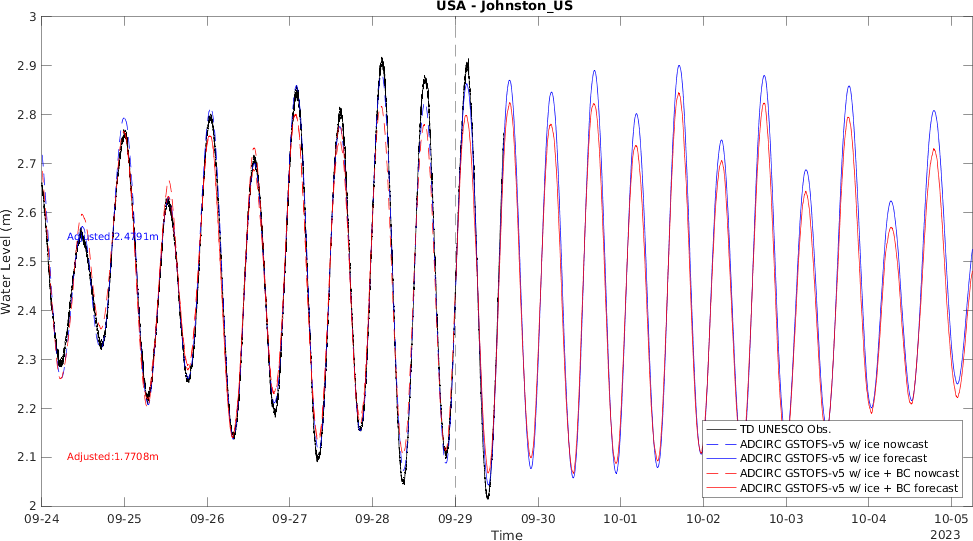 USA - Johnston_US
3
2.9
2.8
2.7
2.6
2.5
2.4
2.3
2.2
2.1
2
Water Level (m)
Adjusted:2.4791m
Adjusted:1.7708m
TD UNESCO Obs.
ADCIRC GSTOFS-v5 w/ ice nowcast
ADCIRC GSTOFS-v5 w/ ice forecast
ADCIRC GSTOFS-v5 w/ ice + BC nowcast
ADCIRC GSTOFS-v5 w/ ice + BC forecast
09-24 09-25 09-26 09-27 09-28 09-29 09-30 10-01 10-02 10-03 10-04 10-05
Time
2023